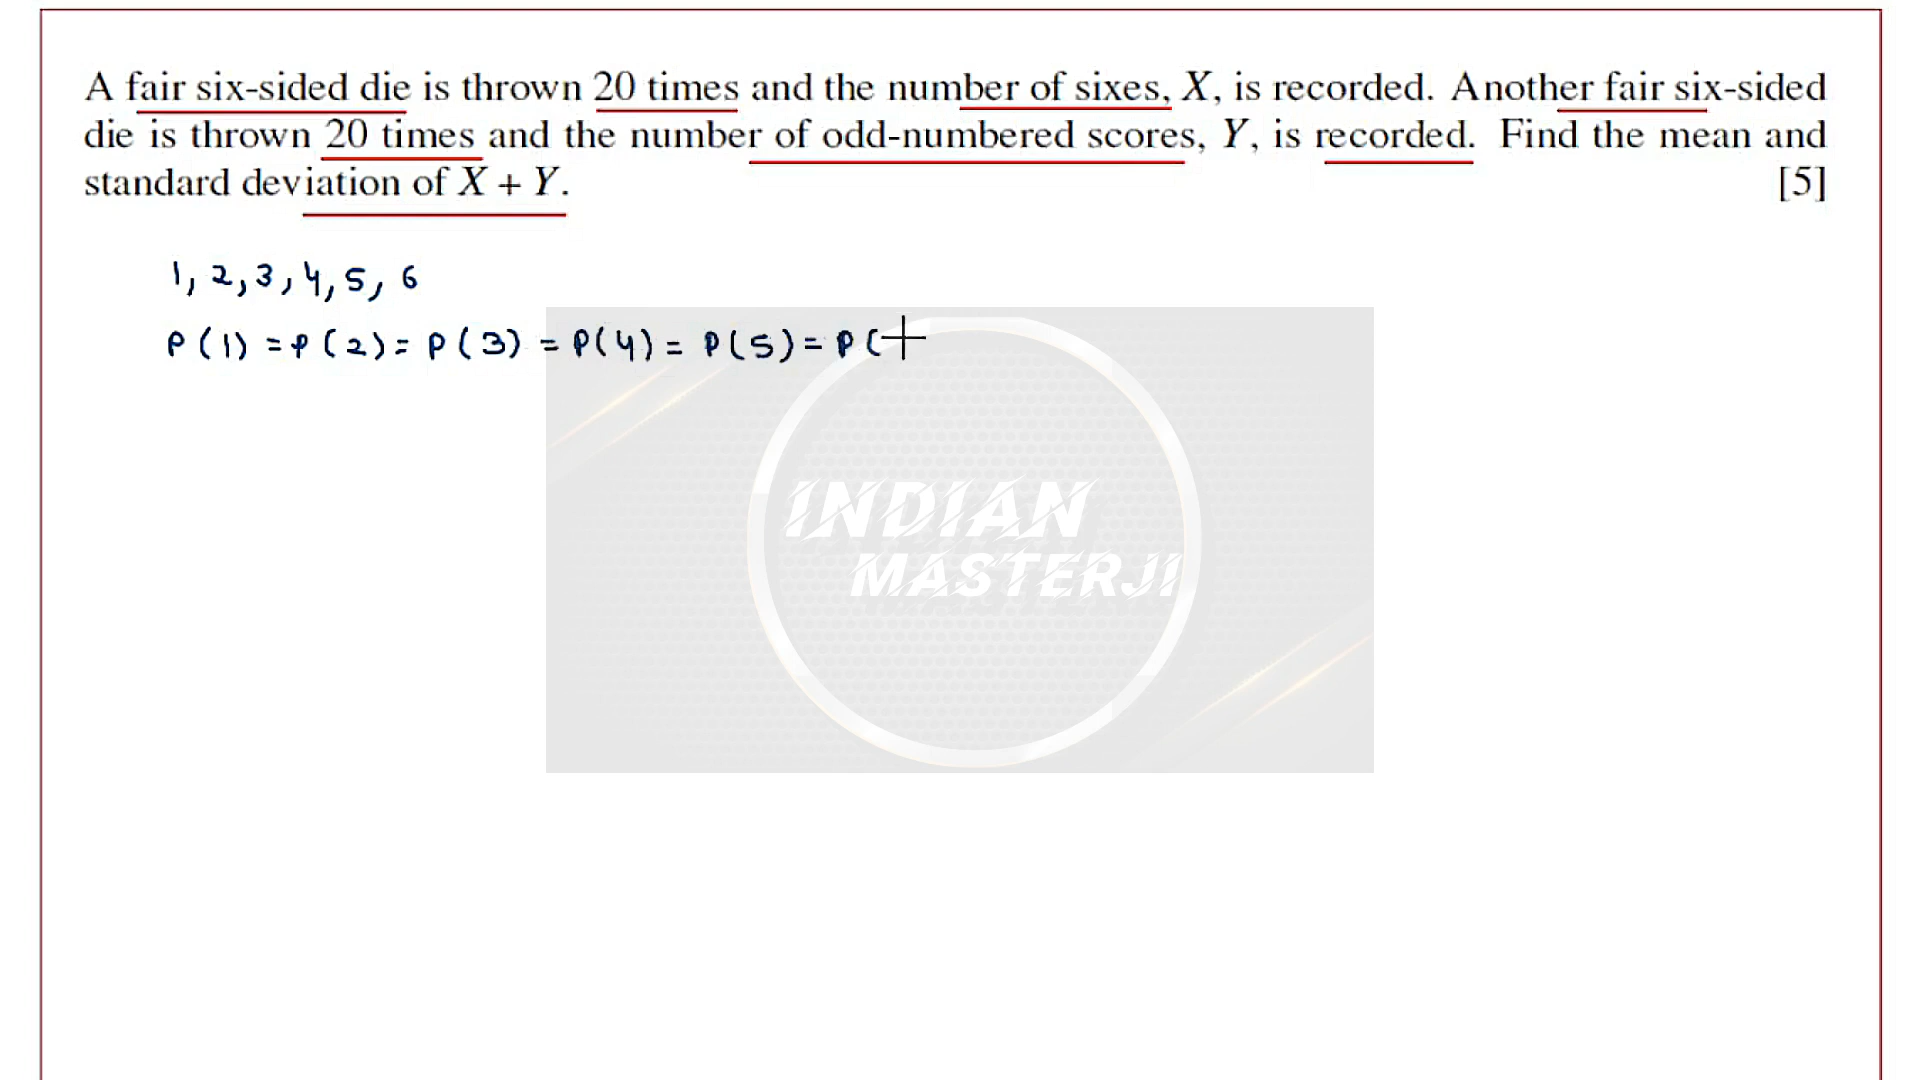 A fair six-sided die is thrown 20 times and the number of sixes, X, is recorded. Another fair six-sided
die is thrown 20 times and the number of odd-numbered scores, Y, is recorded. Find the mean and
standard deviation of X + Y. [5]
1, 2, 3, 4, 5, 6
P(1) = P(2) = P(3) = P(4) = P(5) = P(
INDIAN
MASTERJI